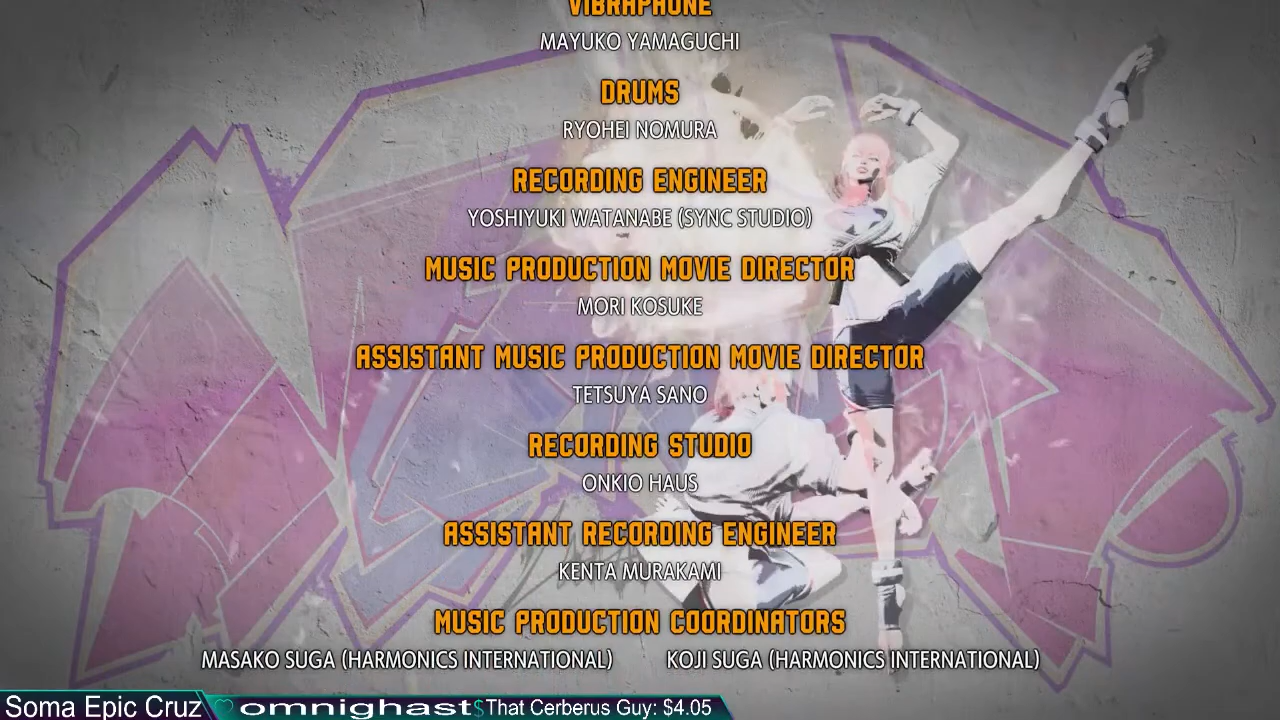 VIBRAPHONE
MAYUKO YAMAGUCHI
DRUMS
RYOHEI NOMURA
RECORDING ENGINEER
YOSHIYUKI WATANABE (SYNC STUDIO)
MUSIC PRODUCTION MOVIE DIRECTOR
MORI KOSUKE
ASSISTANT MUSIC PRODUCTION MOVIE DIRECTOR
TETSUYA SANO
RECORDING STUDIO
ONKIO HAUS
ASSISTANT RECORDING ENGINEER
KENTA MURAKAMI
MUSIC PRODUCTION COORDINATORS
MASAKO SUGA (HARMONICS INTERNATIONAL) KOJI SUGA (HARMONICS INTERNATIONAL)
Soma Epic Cruz ♡ omnighast $ That Cerberus Guy: $4.05